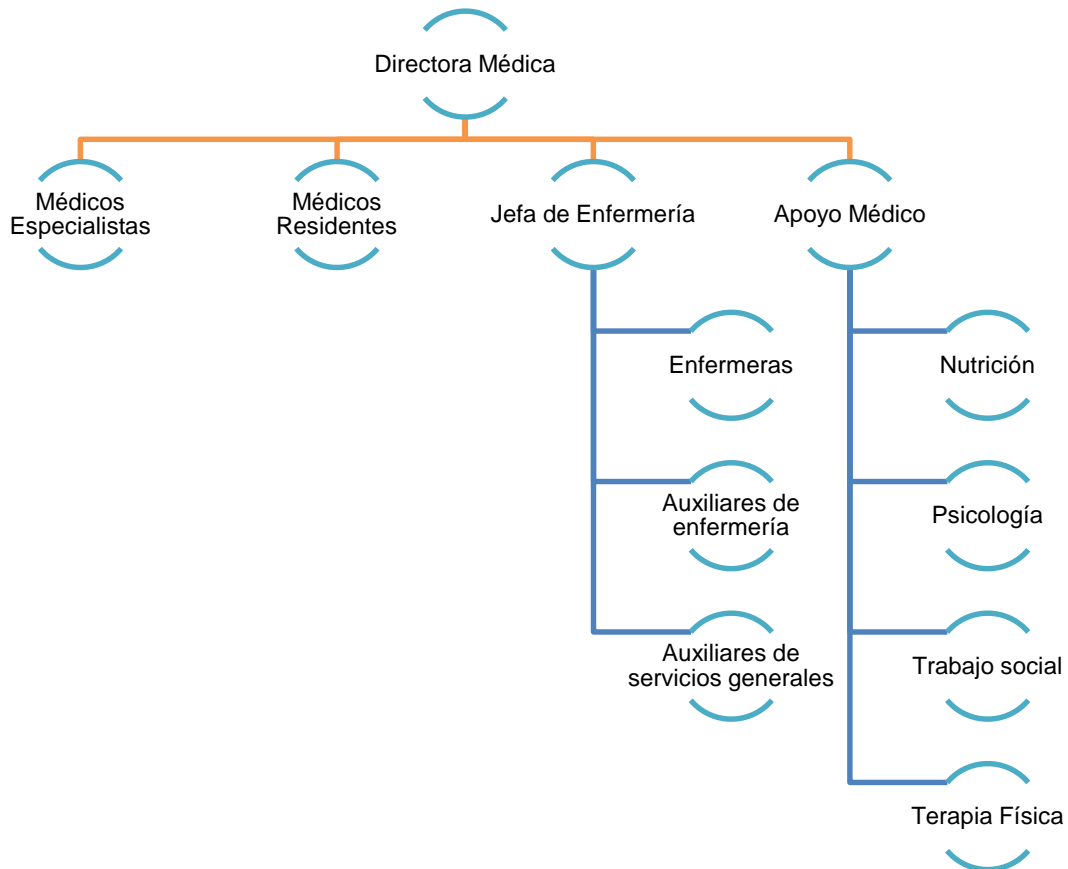 Directora Médica
Médicos
Especialistas
Médicos
Residentes
Jefa de Enfermería
Apoyo Médico
Enfermeras
Auxiliares de
enfermería
Auxiliares de
servicios generales
Nutrición
Psicología
Trabajo social
Terapia Física